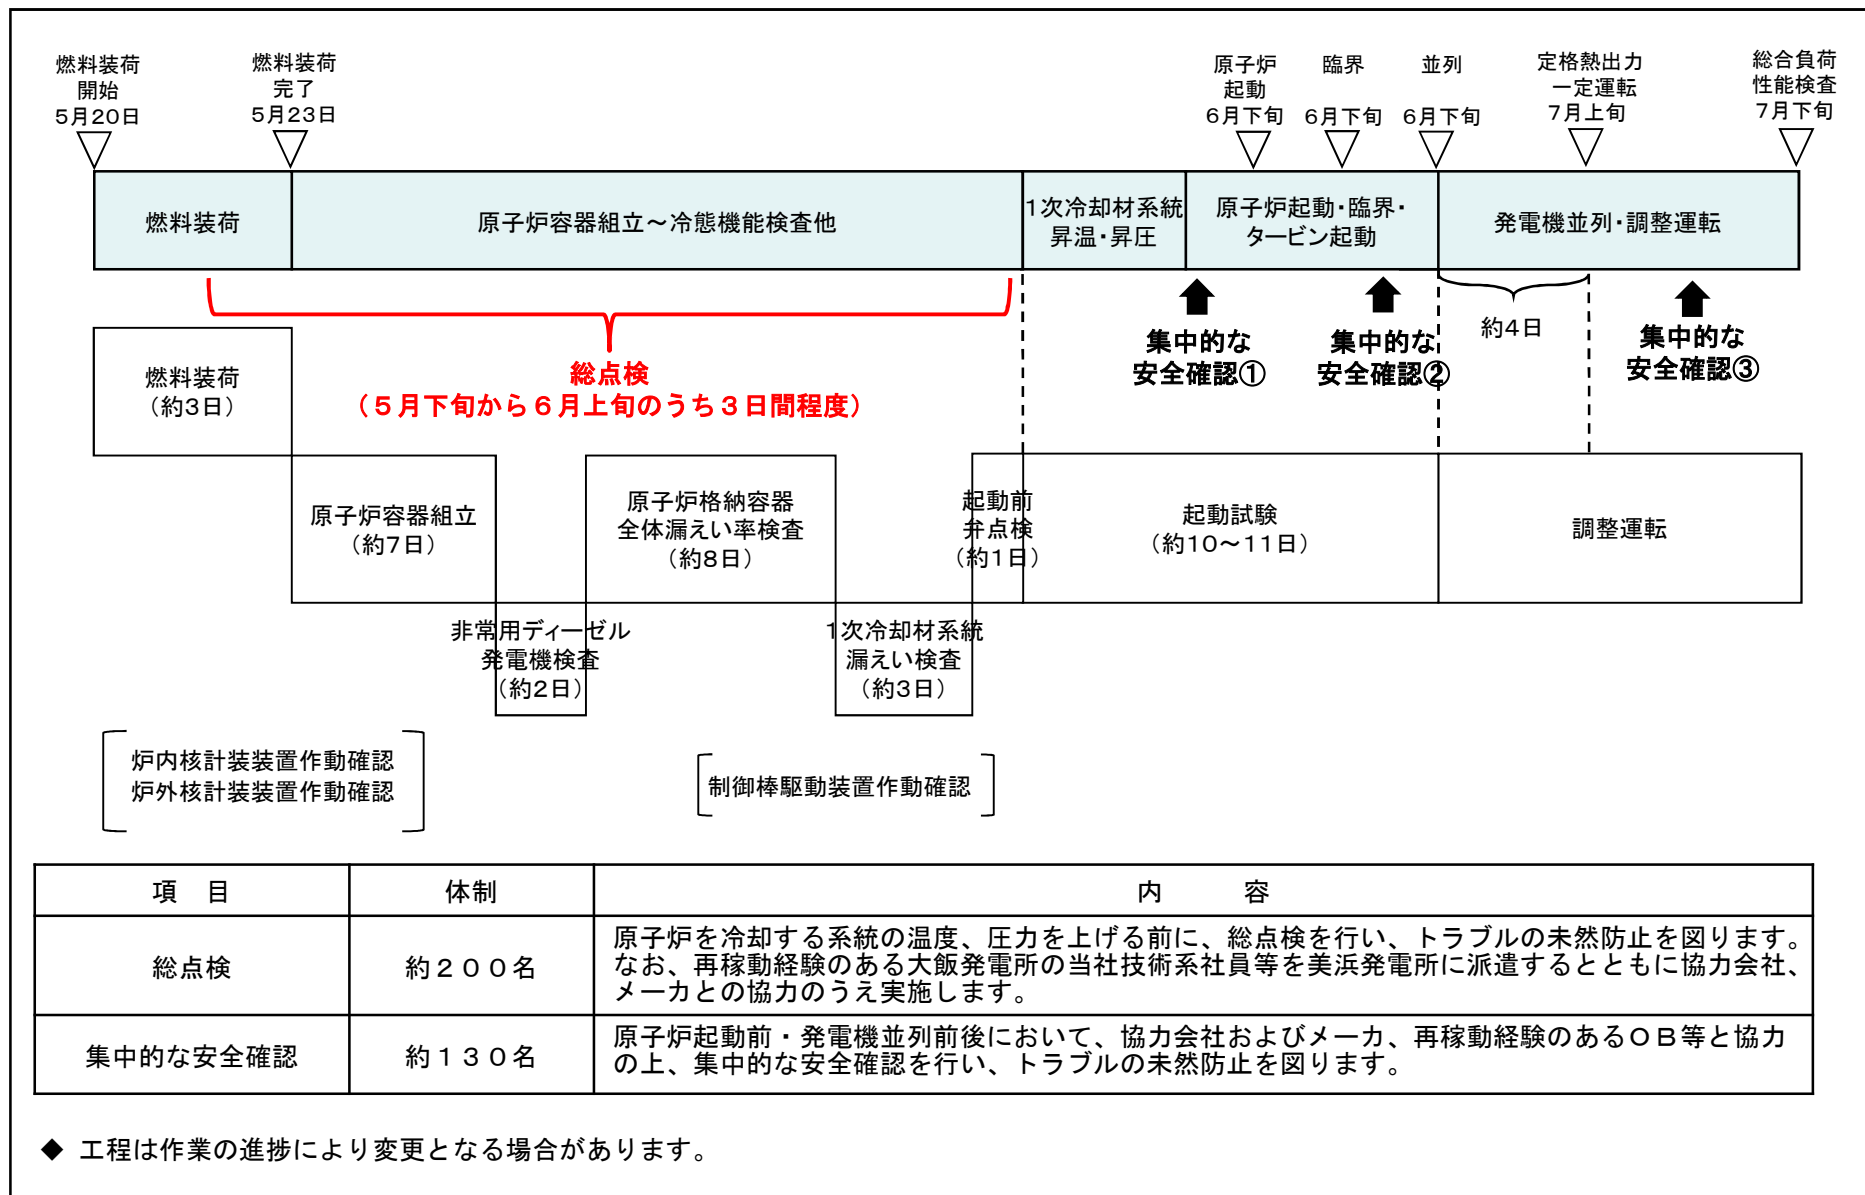 燃料装荷
開始
5月20日
燃料装荷
完了
5月23日
原子炉
起動
6月下旬
臨界
6月下旬
並列
6月下旬
定格熱出力
一定運転
7月上旬
総合負荷
性能検査
7月下旬
燃料装荷
原子炉容器組立～冷態機能検査他
1次冷却材系統
昇温・昇圧
原子炉起動・臨界・
タービン起動
発電機並列・調整運転
総点検
（５月下旬から６月上旬のうち３日間程度）
集中的な
安全確認①
集中的な
安全確認②
約4日
集中的な
安全確認③
燃料装荷
（約3日）
原子炉容器組立
（約7日）
非常用ディーゼル
発電機検査
（約2日）
原子炉格納容器
全体漏えい率検査
（約8日）
1次冷却材系統
漏えい検査
（約3日）
起動前
弁点検
（約1日）
起動試験
（約10～11日）
調整運転
炉内核計装装置作動確認
炉外核計装装置作動確認
制御棒駆動装置作動確認
項　目
体制
内　　　容
総点検
約２００名
原子炉を冷却する系統の温度、圧力を上げる前に、総点検を行い、トラブルの未然防止を図ります。
なお、再稼動経験のある大飯発電所の当社技術系社員等を美浜発電所に派遣するとともに協力会社、
メーカとの協力のうえ実施します。
集中的な安全確認
約１３０名
原子炉起動前・発電機並列前後において、協力会社およびメーカ、再稼動経験のあるＯＢ等と協力
の上、集中的な安全確認を行い、トラブルの未然防止を図ります。
◆ 工程は作業の進捗により変更となる場合があります。